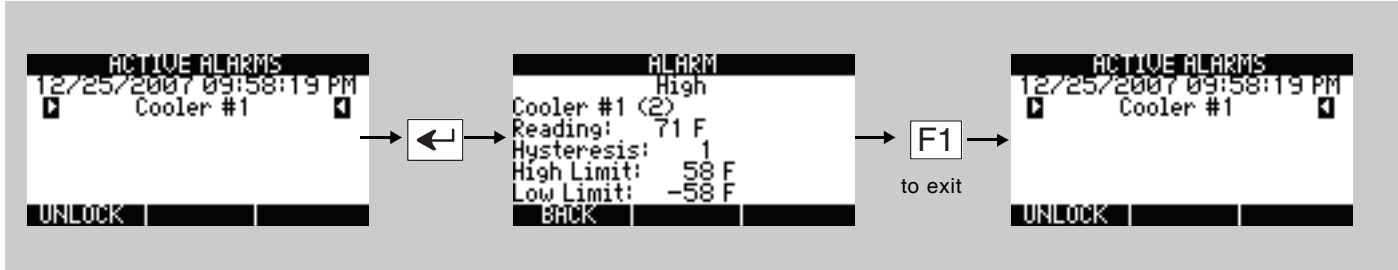 ACTIVE ALARMS
12/25/2007 09:58:19 PM
Cooler #1
UNLOCK
ALARM
High
Cooler #1 (2)
Reading: 71 F
Hysteresis: 1
High Limit: 58 F
Low Limit: -58 F
BACK
F1
to exit
ACTIVE ALARMS
12/25/2007 09:58:19 PM
Cooler #1
UNLOCK